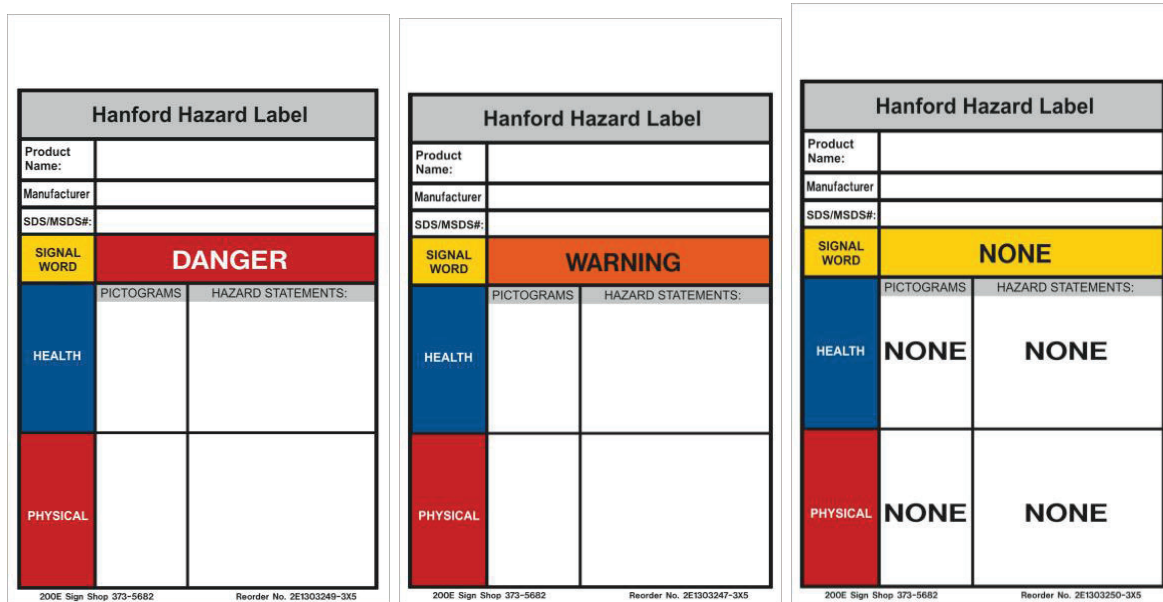 Hanford Hazard Label
Product
Name:
Manufacturer
SDS/MSDS#:
SIGNAL
WORD
DANGER
PICTOGRAMS
HAZARD STATEMENTS:
HEALTH
PHYSICAL
200E Sign Shop 373-5682
Reorder No. 2E1303249-3X5
Hanford Hazard Label
Product
Name:
Manufacturer
SDS/MSDS#:
SIGNAL
WORD
WARNING
PICTOGRAMS
HAZARD STATEMENTS:
HEALTH
PHYSICAL
200E Sign Shop 373-5682
Reorder No. 2E1303247-3X5
Hanford Hazard Label
Product
Name:
Manufacturer
SDS/MSDS#:
SIGNAL
WORD
NONE
PICTOGRAMS
HAZARD STATEMENTS:
HEALTH
NONE
NONE
PHYSICAL
NONE
NONE
200E Sign Shop 373-5682
Reorder No. 2E1303250-3X5